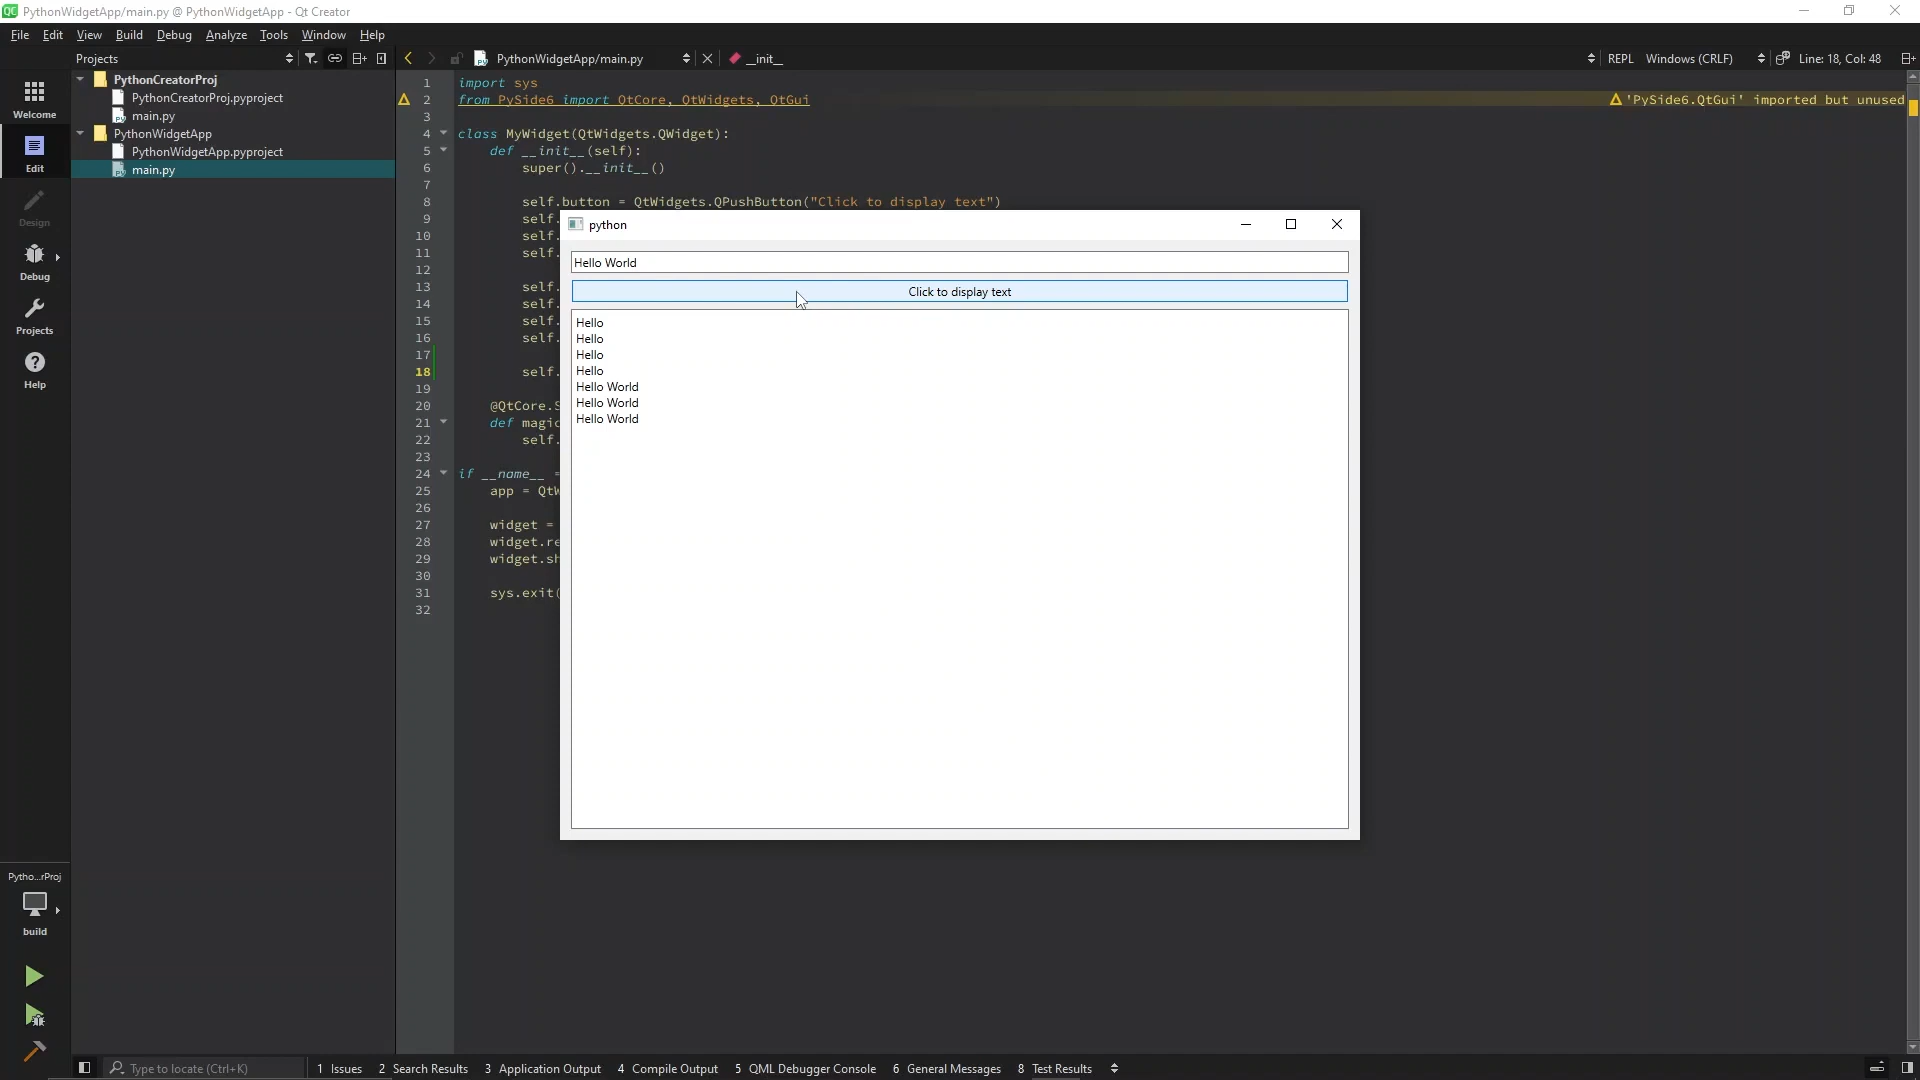 PythonWidgetApp/main.py @ PythonWidgetApp - Qt Creator
File Edit View Build Debug Analyze Tools Window Help
Projects
PythonWidgetApp/main.py
__init__
REPL
Windows (CRLF)
Line: 18, Col: 48
Welcome
Edit
Design
Debug
Projects
Help
PythonCreatorProj
PythonCreatorProj.pyproject
main.py
PythonWidgetApp
PythonWidgetApp.pyproject
main.py
1 import sys
2 from PySide6 import QtCore, QtWidgets, QtGui
'PySide6.QtGui' imported but unused
3
4 class MyWidget(QtWidgets.QWidget):
5 def __init__(self):
6 super().__init__()
7
8 self.button = QtWidgets.QPushButton("Click to display text")
9 self.
10 self.
11 self.
12
13 self.
14 self.
15 self.
16 self.
17
18 self.
19
20 @QtCore.S
21 def magic
22 self.
23
24 if __name__ =
25 app = QtW
26
27 widget =
28 widget.re
29 widget.sh
30
31 sys.exit(
32
python
Hello World
Click to display text
Hello
Hello
Hello
Hello
Hello World
Hello World
Hello World
Pytho...rProj
build
Type to locate (Ctrl+K)
1 Issues 2 Search Results 3 Application Output 4 Compile Output 5 QML Debugger Console 6 General Messages 8 Test Results